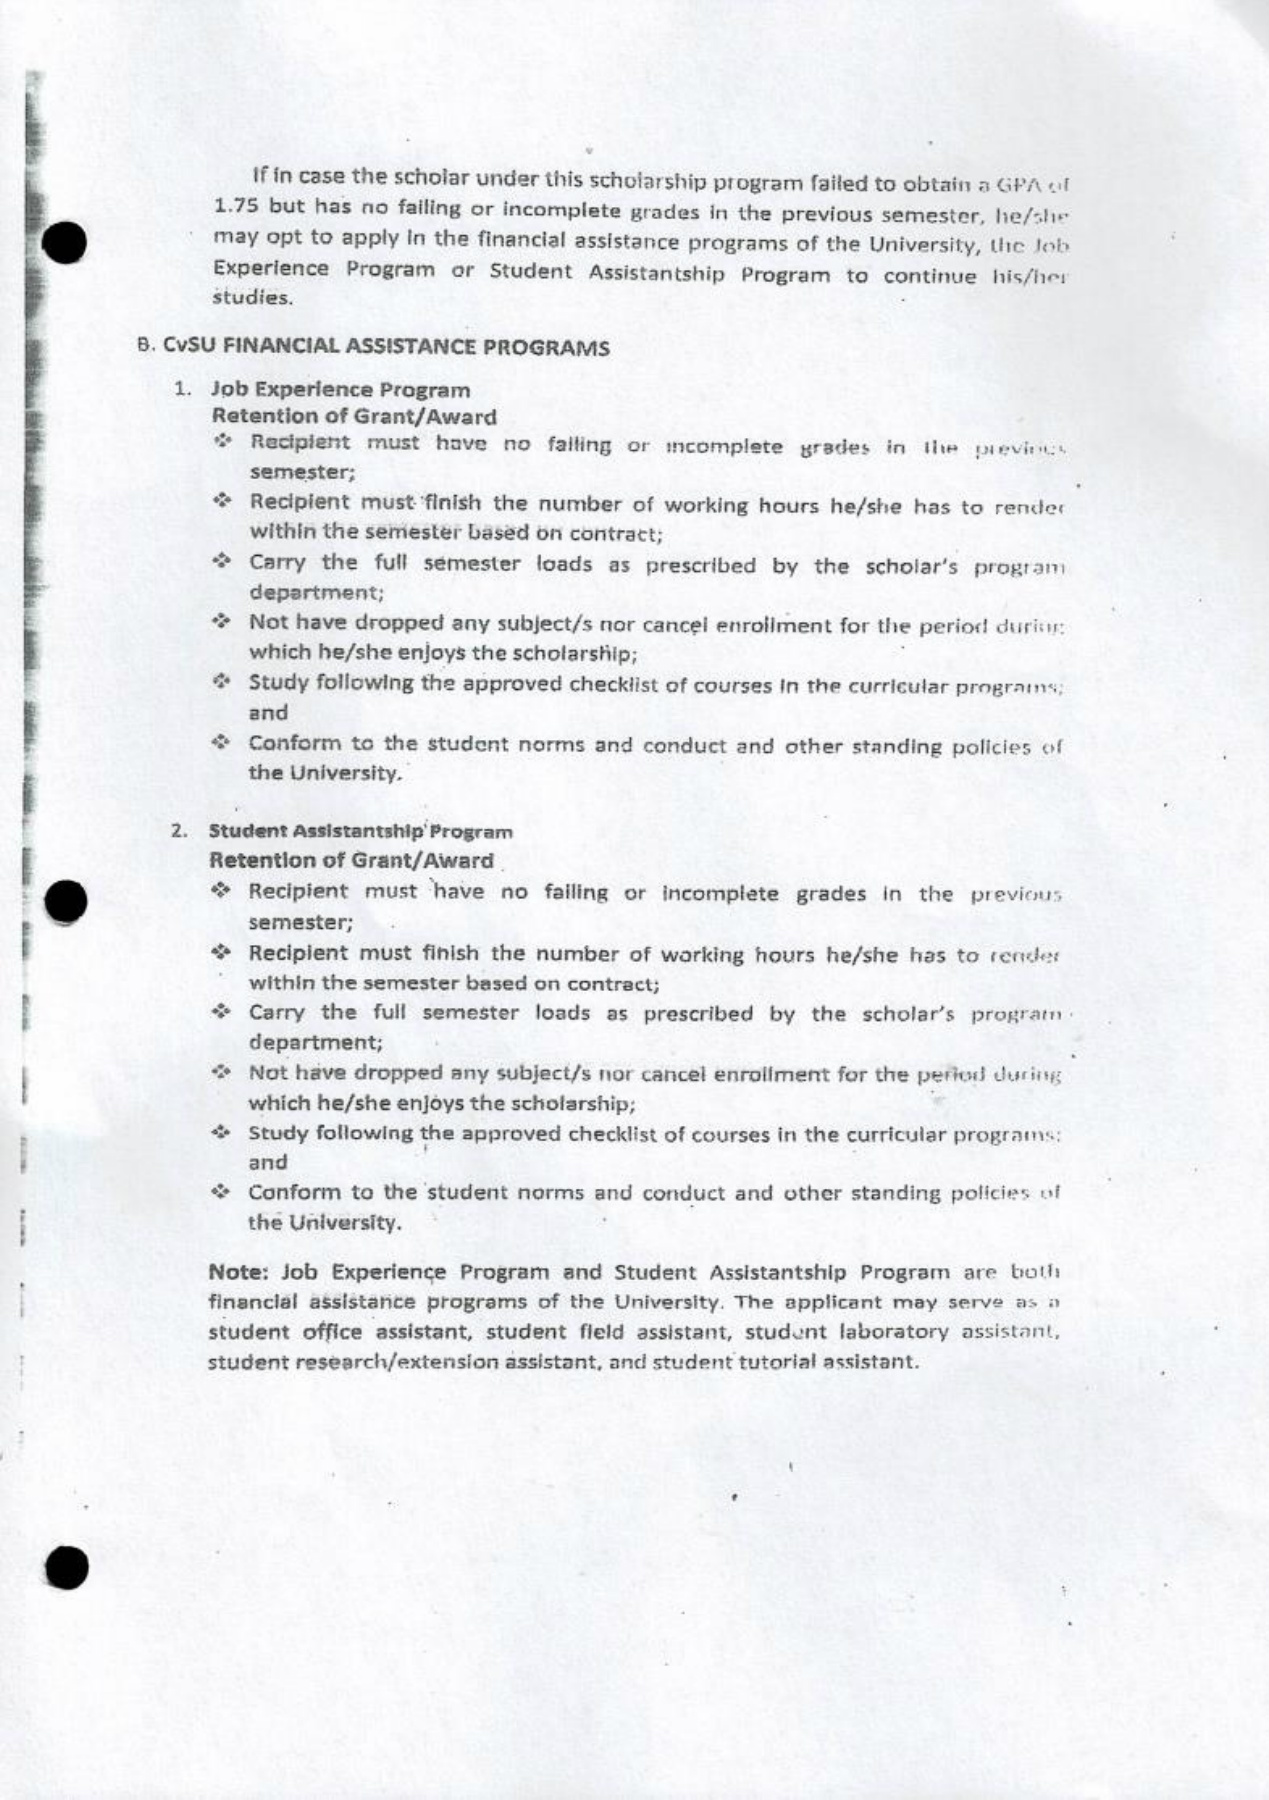 If in case the scholar under this scholarship program failed to obtain a GPA of
1.75 but has no failing or incomplete grades in the previous semester, he/she
may opt to apply in the financial assistance programs of the University, the Job
Experience Program or Student Assistantship Program to continue his/her
studies.
B. CvSU FINANCIAL ASSISTANCE PROGRAMS
1. Job Experience Program
Retention of Grant/Award
❖ Recipient must have no failing or incomplete grades in the previous
semester;
❖ Recipient must finish the number of working hours he/she has to render
within the semester based on contract;
❖ Carry the full semester loads as prescribed by the scholar's program
department;
❖ Not have dropped any subject/s nor cancel enrollment for the period during
which he/she enjoys the scholarship;
❖ Study following the approved checklist of courses in the curricular programs;
and
❖ Conform to the student norms and conduct and other standing policies of
the University.
2. Student Assistantship Program
Retention of Grant/Award
❖ Recipient must have no failing or incomplete grades in the previous
semester;
❖ Recipient must finish the number of working hours he/she has to render
within the semester based on contract;
❖ Carry the full semester loads as prescribed by the scholar's program
department;
❖ Not have dropped any subject/s nor cancel enrollment for the period during
which he/she enjoys the scholarship;
❖ Study following the approved checklist of courses in the curricular programs;
and
❖ Conform to the student norms and conduct and other standing policies of
the University.
Note: Job Experience Program and Student Assistantship Program are both
financial assistance programs of the University. The applicant may serve as a
student office assistant, student field assistant, student laboratory assistant,
student research/extension assistant, and student tutorial assistant.